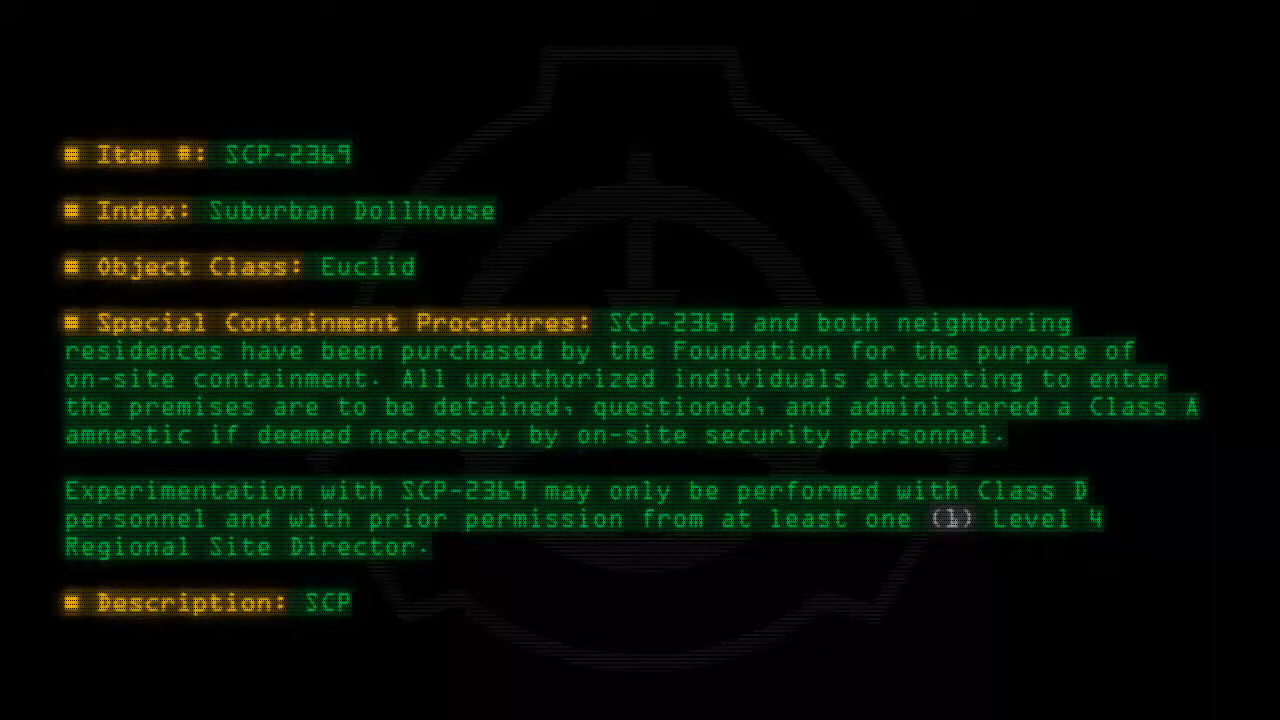 ■ Item #: SCP-2369
■ Index: Suburban Dollhouse
■ Object Class: Euclid
■ Special Containment Procedures: SCP-2369 and both neighboring
residences have been purchased by the Foundation for the purpose of
on-site containment. All unauthorized individuals attempting to enter
the premises are to be detained, questioned, and administered a Class A
amnestic if deemed necessary by on-site security personnel.
Experimentation with SCP-2369 may only be performed with Class D
personnel and with prior permission from at least one (1) Level 4
Regional Site Director.
■ Description: SCP